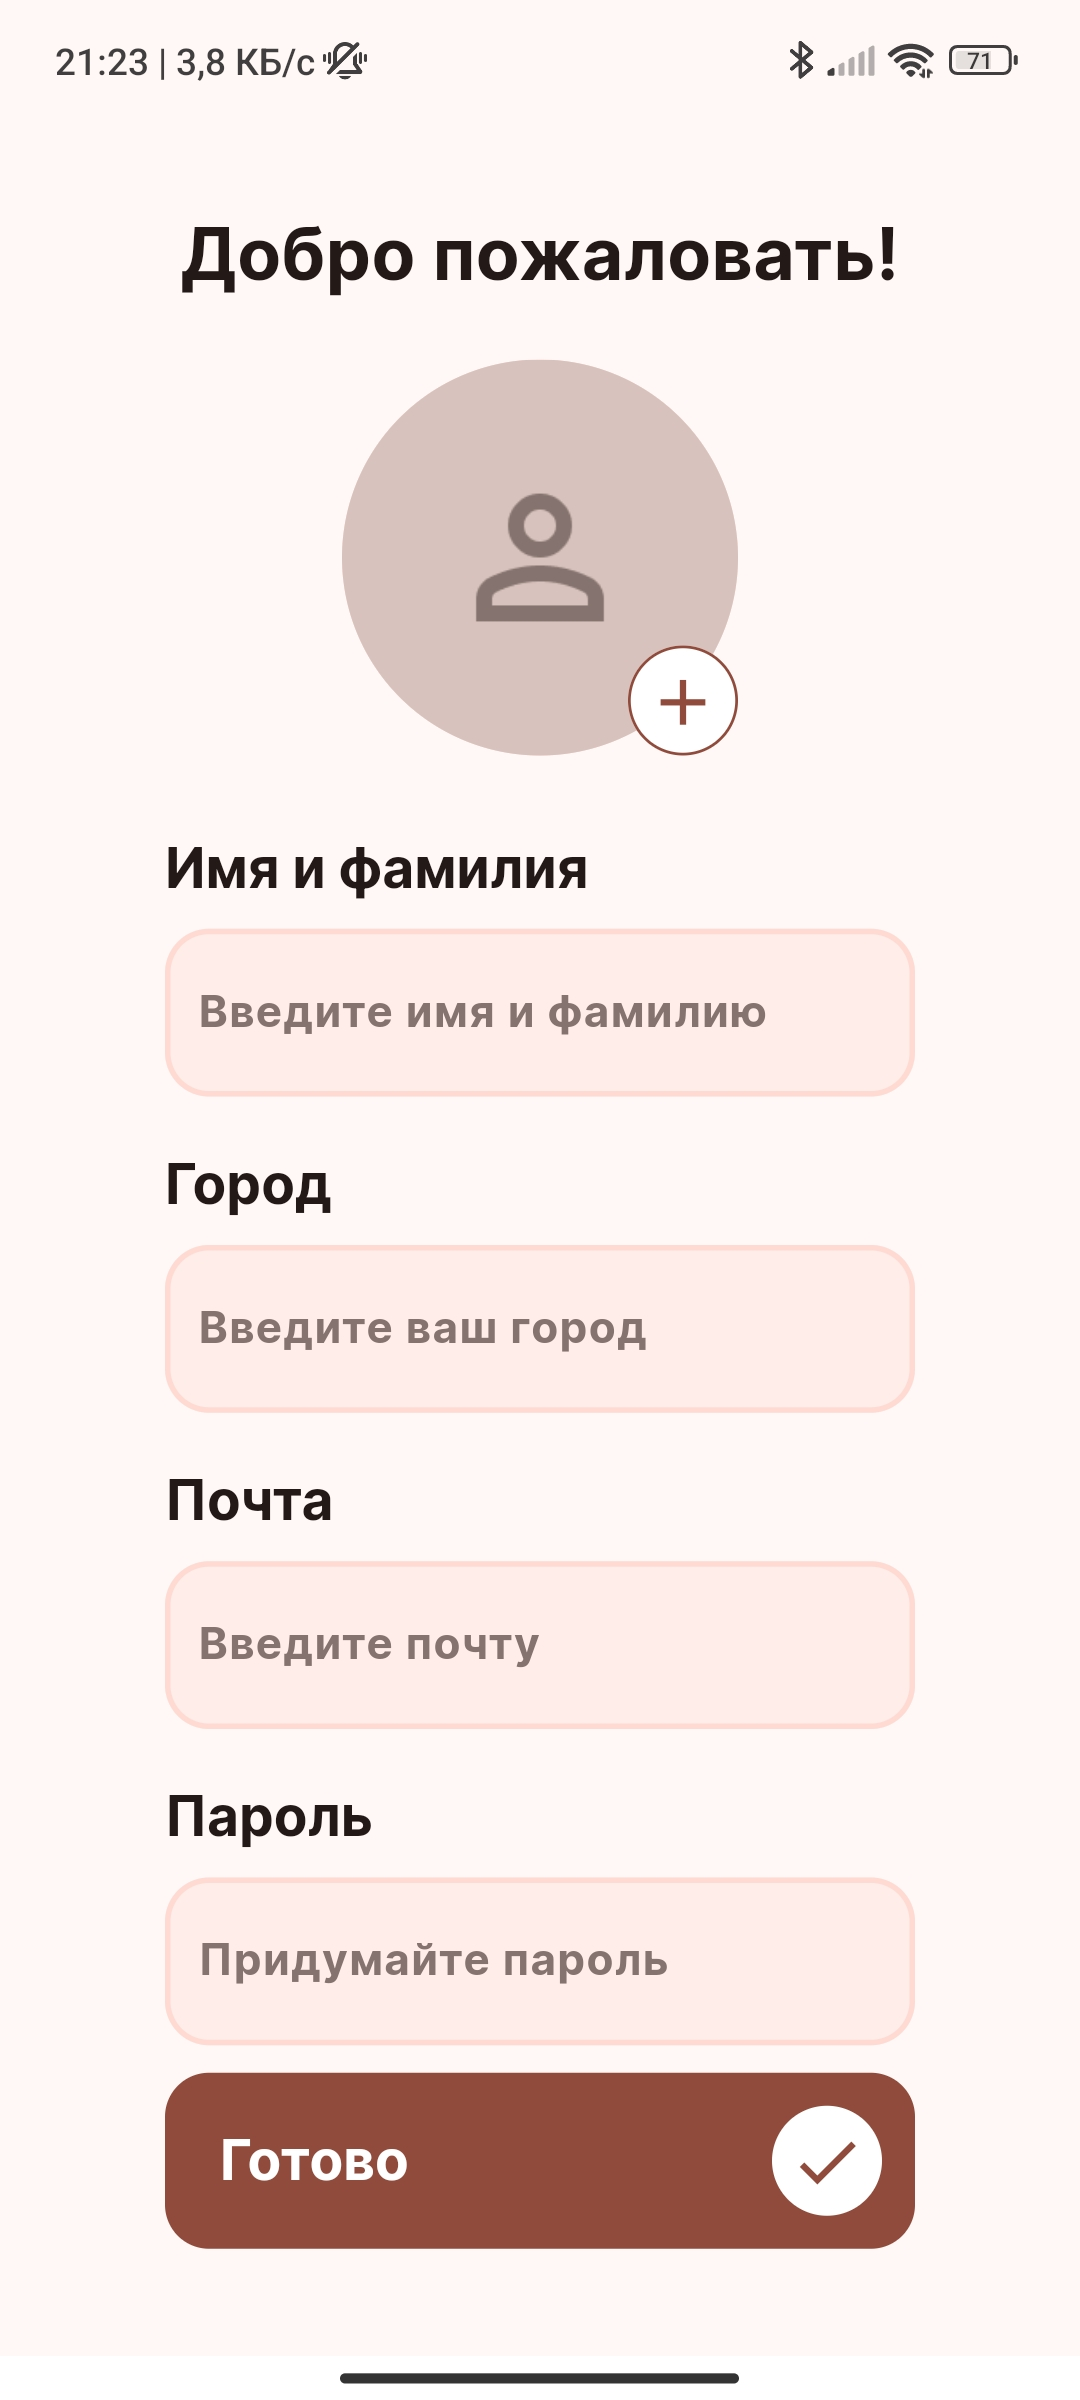 21:23 | 3,8 КБ/с
71
Добро пожаловать!
Имя и фамилия
Введите имя и фамилию
Город
Введите ваш город
Почта
Введите почту
Пароль
Придумайте пароль
Готово